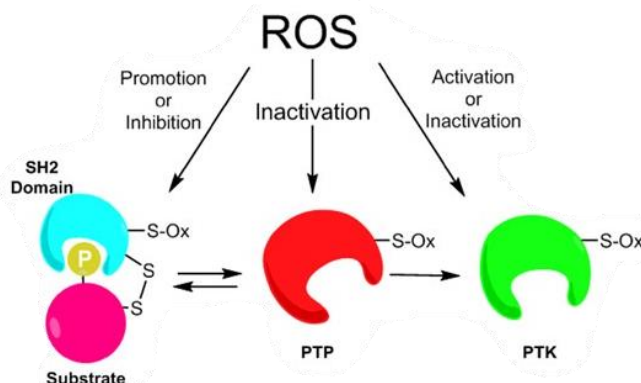 ROS
Promotion
or
Inhibition
Inactivation
Activation
or
Inactivation
SH2
Domain
S-Ox
P
S
S
Substrate
S-Ox
PTP
S-Ox
PTK